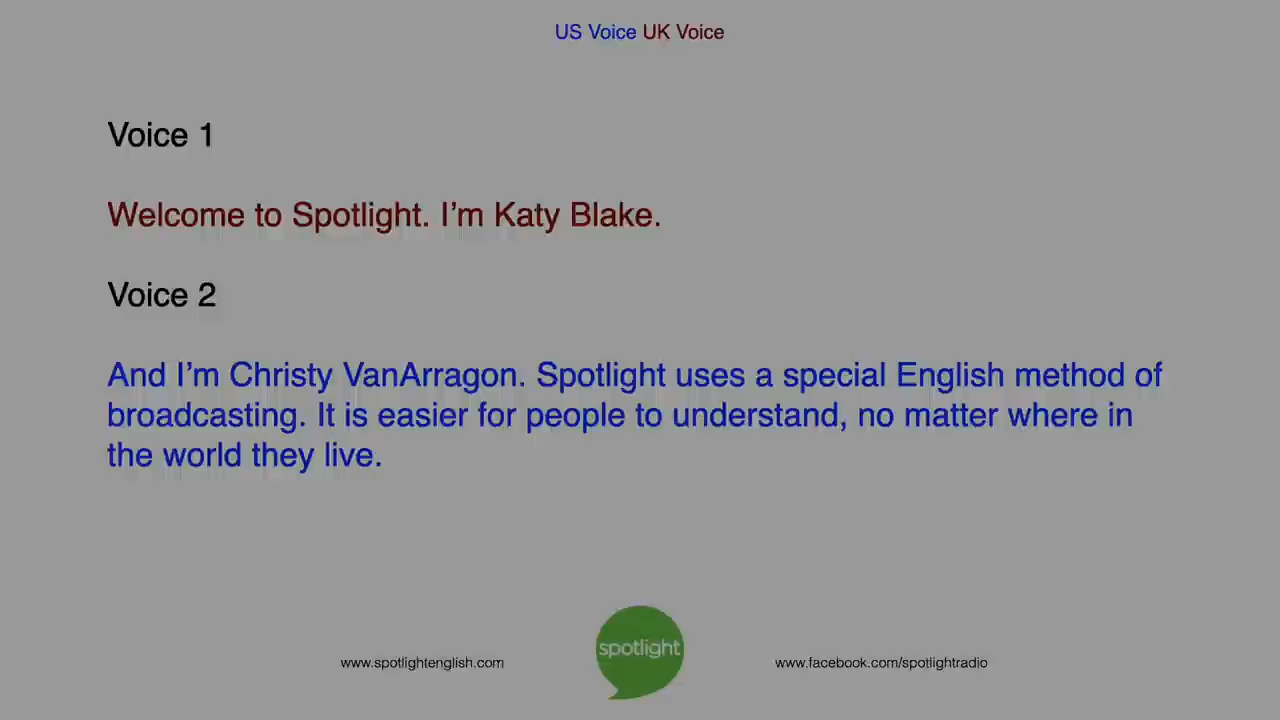 US Voice UK Voice
Voice 1
Welcome to Spotlight. I'm Katy Blake.
Voice 2
And I'm Christy VanArragon. Spotlight uses a special English method of
broadcasting. It is easier for people to understand, no matter where in
the world they live.
www.spotlightenglish.com
spotlight
www.facebook.com/spotlightradio